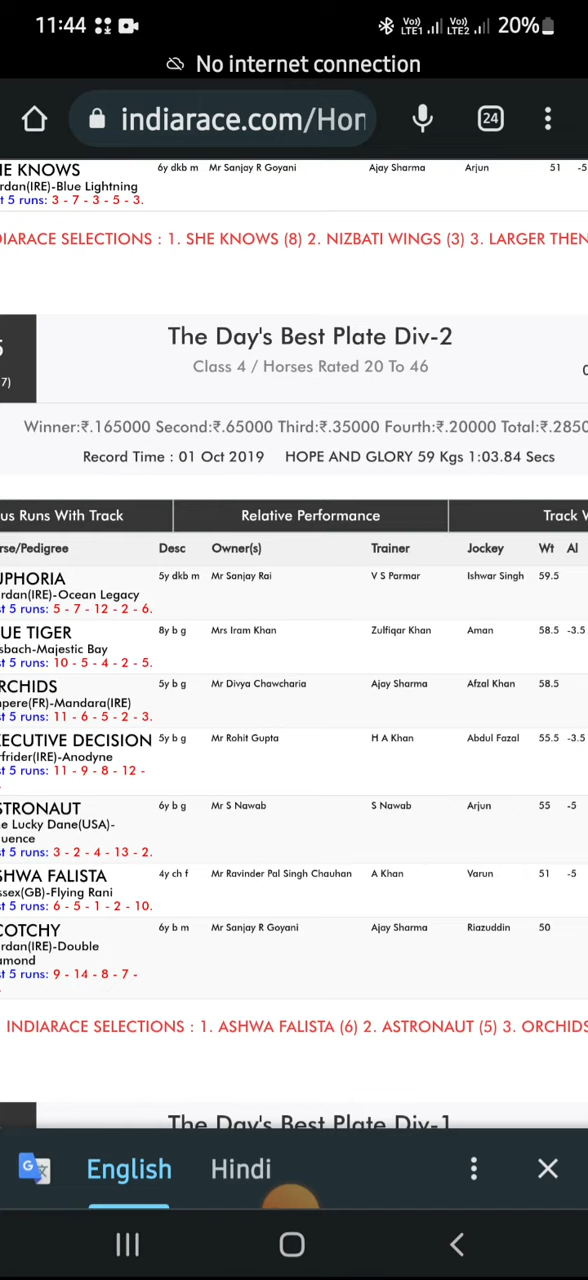 11:44 Vo) LTE1 Vo) LTE2 20%
No internet connection
indiarace.com/Hor 24
HE KNOWS 6y dkb m Mr Sanjay R Goyani Ajay Sharma Arjun 51 -5
rdan(IRE)-Blue Lightning
t 5 runs: 3 - 7 - 3 - 5 - 3.
DIARACE SELECTIONS : 1. SHE KNOWS (8) 2. NIZBATI WINGS (3) 3. LARGER THEN
The Day's Best Plate Div-2
Class 4 / Horses Rated 20 To 46
7)
Winner:₹.165000 Second:₹.65000 Third:₹.35000 Fourth:₹.20000 Total:₹.2850
Record Time : 01 Oct 2019 HOPE AND GLORY 59 Kgs 1:03.84 Secs
us Runs With Track Relative Performance Track
rse/Pedigree Desc Owner(s) Trainer Jockey Wt Al
UPHORIA 5y dkb m Mr Sanjay Rai V S Parmar Ishwar Singh 59.5
rdan(IRE)-Ocean Legacy
t 5 runs: 5 - 7 - 12 - 2 - 6.
UE TIGER 8y b g Mrs Iram Khan Zulfiqar Khan Aman 58.5 -3.5
sbach-Majestic Bay
t 5 runs: 10 - 5 - 4 - 2 - 5.
RCHIDS 5y b g Mr Divya Chawcharia Ajay Sharma Afzal Khan 58.5
pere(FR)-Mandara(IRE)
t 5 runs: 11 - 6 - 5 - 2 - 3.
ECUTIVE DECISION 5y b g Mr Rohit Gupta H A Khan Abdul Fazal 55.5 -3.5
frider(IRE)-Anodyne
t 5 runs: 11 - 9 - 8 - 12 -
.
STRONAUT 6y b g Mr S Nawab S Nawab Arjun 55 -5
e Lucky Dane(USA)-
uence
t 5 runs: 3 - 2 - 4 - 13 - 2.
SHWA FALISTA 4y ch f Mr Ravinder Pal Singh Chauhan A Khan Varun 51 -5
ssex(GB)-Flying Rani
t 5 runs: 6 - 5 - 1 - 2 - 10.
COTCHY 6y b m Mr Sanjay R Goyani Ajay Sharma Riazuddin 50
rdan(IRE)-Double
amond
t 5 runs: 9 - 14 - 8 - 7 -
.
INDIARACE SELECTIONS : 1. ASHWA FALISTA (6) 2. ASTRONAUT (5) 3. ORCHIDS
The Day's Best Plate Div-1
English Hindi